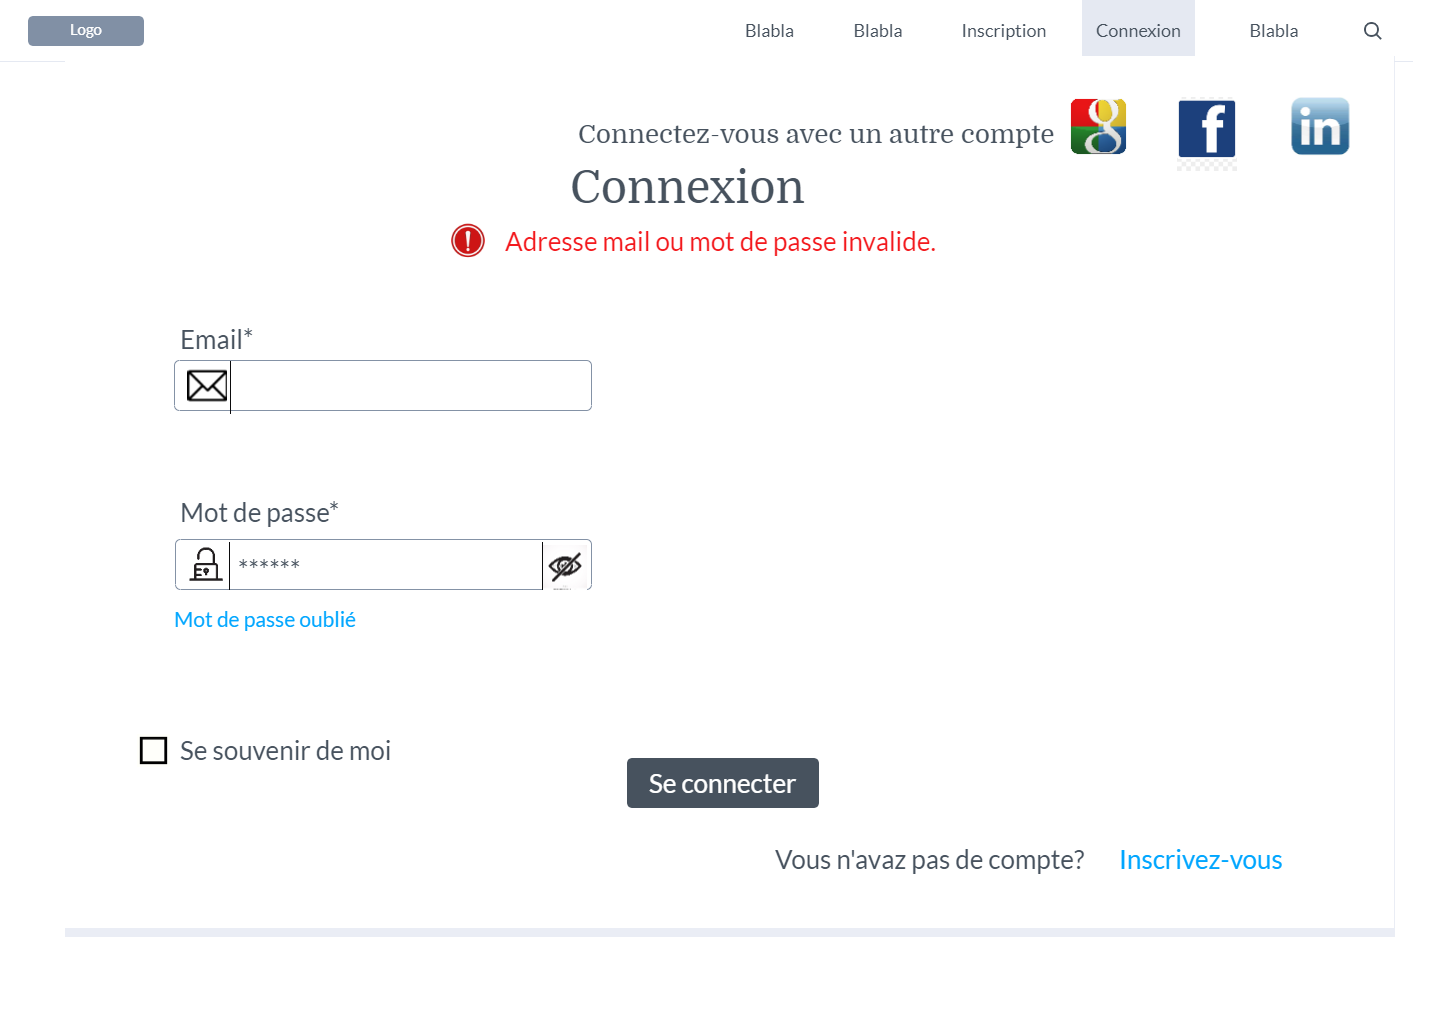 Logo
Blabla
Blabla
Inscription
Connexion
Blabla
Connectez-vous avec un autre compte
Connexion
Adresse mail ou mot de passe invalide.
Email*
Mot de passe*
******
Mot de passe oublié
Se souvenir de moi
Se connecter
Vous n'avaz pas de compte? Inscrivez-vous